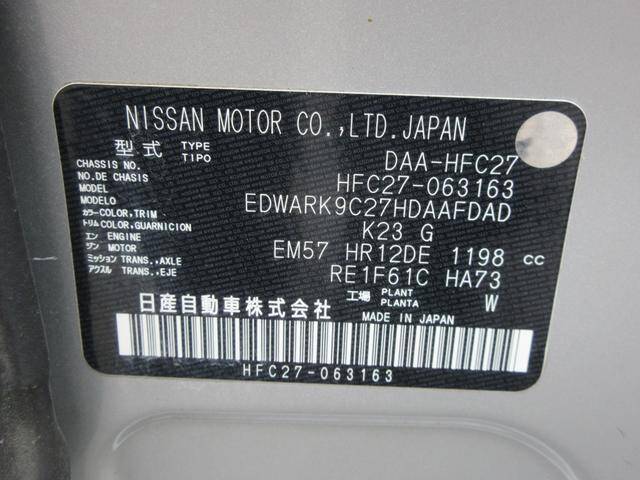 NISSAN MOTOR CO.,LTD.JAPAN
型式 TYPE TIPO DAA-HFC27
CHASSIS NO.
NO.DE CHASSIS HFC27-063163
MODEL
MODELO EDWARK9C27HDAAFDAD
カラー COLOR,TRIM
トリム COLOR,GUARNICION K23 G
エン ENGINE
ジン MOTOR EM57 HR12DE 1198 cc
ミッション TRANS.,AXLE
アクスル TRANS.,EJE RE1F61C HA73
工場 PLANT PLANTA W
日産自動車株式会社 MADE IN JAPAN
HFC27-063163